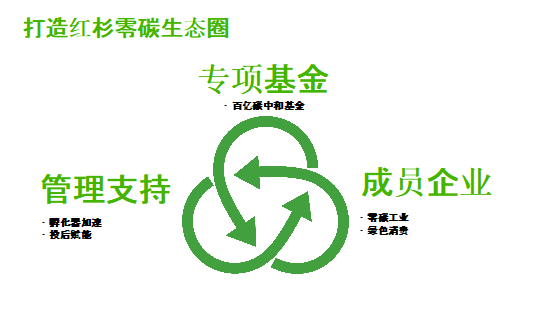 打造红杉零碳生态圈
专项基金
- 百亿碳中和基金
管理支持
- 孵化器加速
- 投后赋能
成员企业
- 零碳工业
- 绿色消费